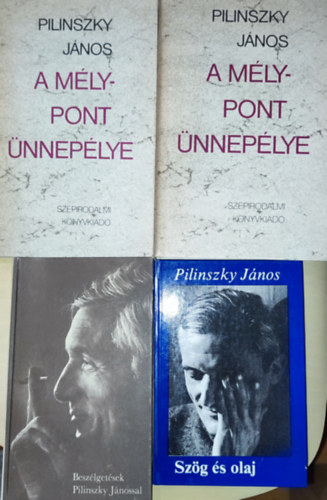 PILINSZKY
JÁNOS
A MÉLY-
PONT
ÜNNEPÉLYE
SZÉPIRODALMI
KÖNYVKIADÓ
PILINSZKY
JÁNOS
A MÉLY-
PONT
ÜNNEPÉLYE
SZÉPIRODALMI
KÖNYVKIADÓ
Beszélgetések
Pilinszky Jánossal
Pilinszky János
Szög és olaj